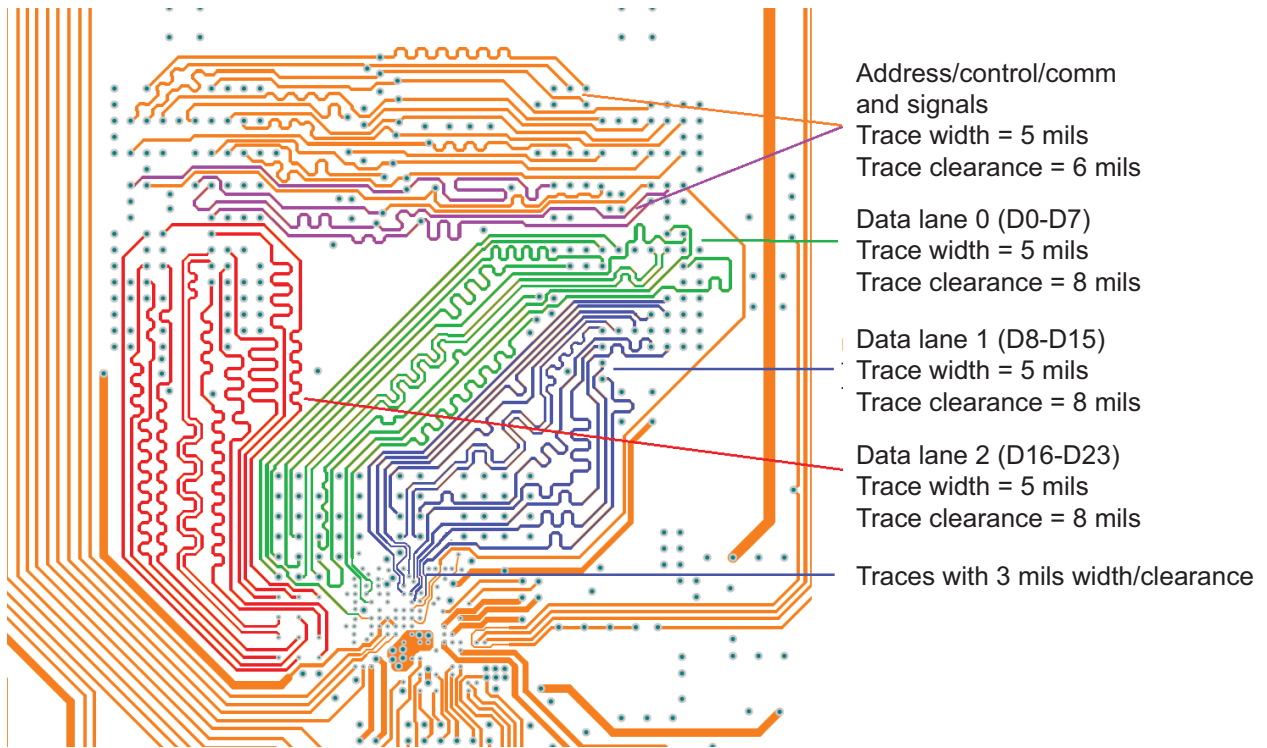 Address/control/comm
and signals
Trace width = 5 mils
Trace clearance = 6 mils
Data lane 0 (D0-D7)
Trace width = 5 mils
Trace clearance = 8 mils
Data lane 1 (D8-D15)
Trace width = 5 mils
Trace clearance = 8 mils
Data lane 2 (D16-D23)
Trace width = 5 mils
Trace clearance = 8 mils
Traces with 3 mils width/clearance